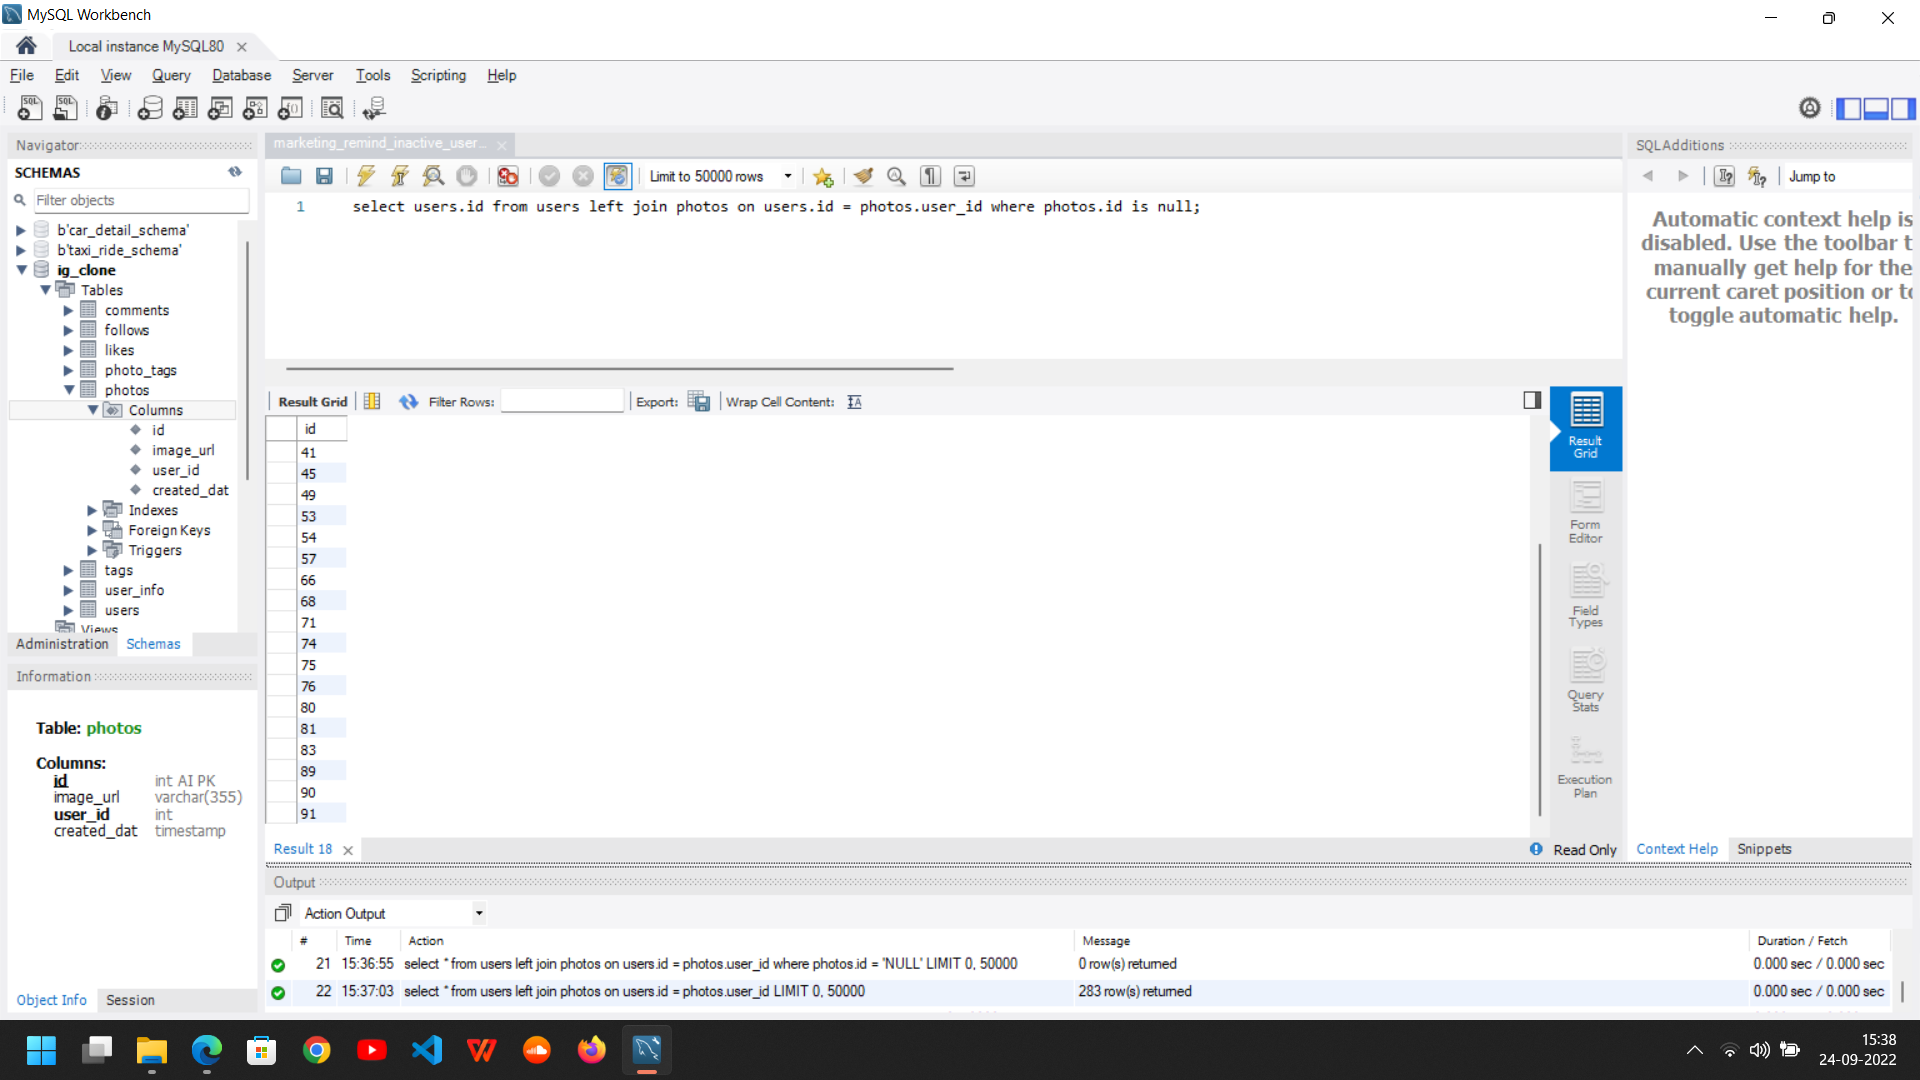 MySQL Workbench
Local instance MySQL80
File Edit View Query Database Server Tools Scripting Help
Navigator
SCHEMAS
Filter objects
b'car_detail_schema'
b'taxi_ride_schema'
ig_clone
Tables
comments
follows
likes
photo_tags
photos
Columns
id
image_url
user_id
created_dat
Indexes
Foreign Keys
Triggers
tags
user_info
users
Views
Administration Schemas
Information
Table: photos
Columns:
id int AI PK
image_url varchar(355)
user_id int
created_dat timestamp
Object Info Session
marketing_remind_inactive_user...
Limit to 50000 rows
1 select users.id from users left join photos on users.id = photos.user_id where photos.id is null;
Result Grid Filter Rows: Export: Wrap Cell Content:
id
41
45
49
53
54
57
66
68
71
74
75
76
80
81
83
89
90
91
Result Grid
Form Editor
Field Types
Query Stats
Execution Plan
Result 18
Read Only
SQLAdditions
Jump to
Automatic context help is
disabled. Use the toolbar t
manually get help for the
current caret position or to
toggle automatic help.
Context Help Snippets
Output
Action Output
# Time Action Message Duration / Fetch
21 15:36:55 select * from users left join photos on users.id = photos.user_id where photos.id = 'NULL' LIMIT 0, 50000 0 row(s) returned 0.000 sec / 0.000 sec
22 15:37:03 select * from users left join photos on users.id = photos.user_id LIMIT 0, 50000 283 row(s) returned 0.000 sec / 0.000 sec
15:38
24-09-2022